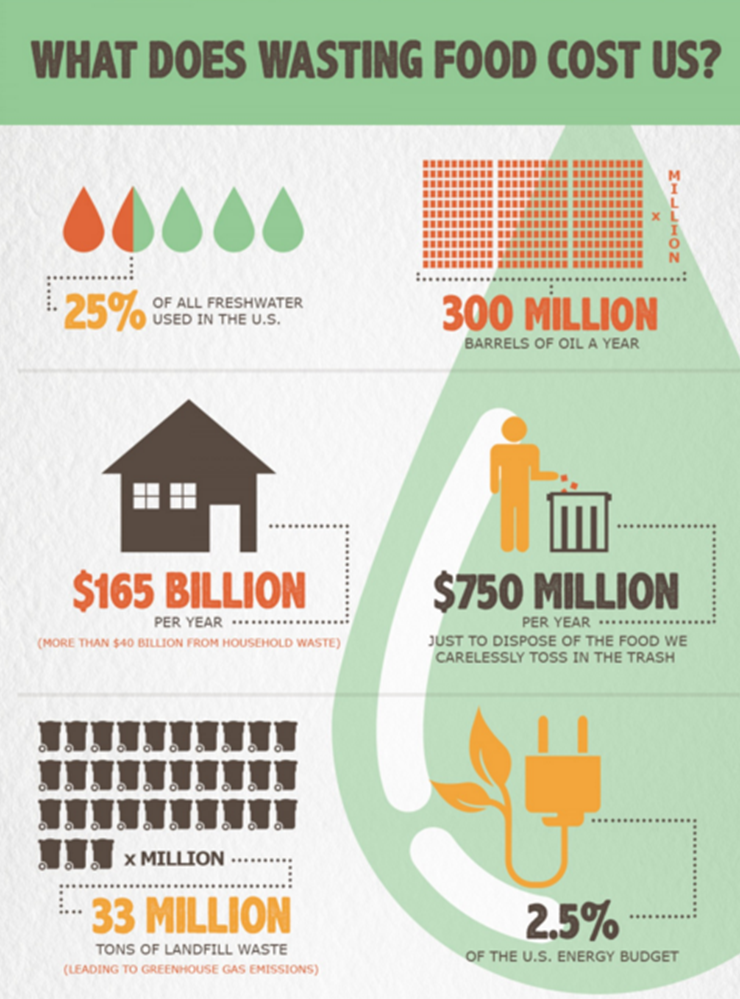 WHAT DOES WASTING FOOD COST US?
25% OF ALL FRESHWATER
USED IN THE U.S.
x MILLION
300 MILLION
BARRELS OF OIL A YEAR
$165 BILLION
PER YEAR
(MORE THAN $40 BILLION FROM HOUSEHOLD WASTE)
$750 MILLION
PER YEAR
JUST TO DISPOSE OF THE FOOD WE
CARELESSLY TOSS IN THE TRASH
x MILLION
33 MILLION
TONS OF LANDFILL WASTE
(LEADING TO GREENHOUSE GAS EMISSIONS)
2.5%
OF THE U.S. ENERGY BUDGET